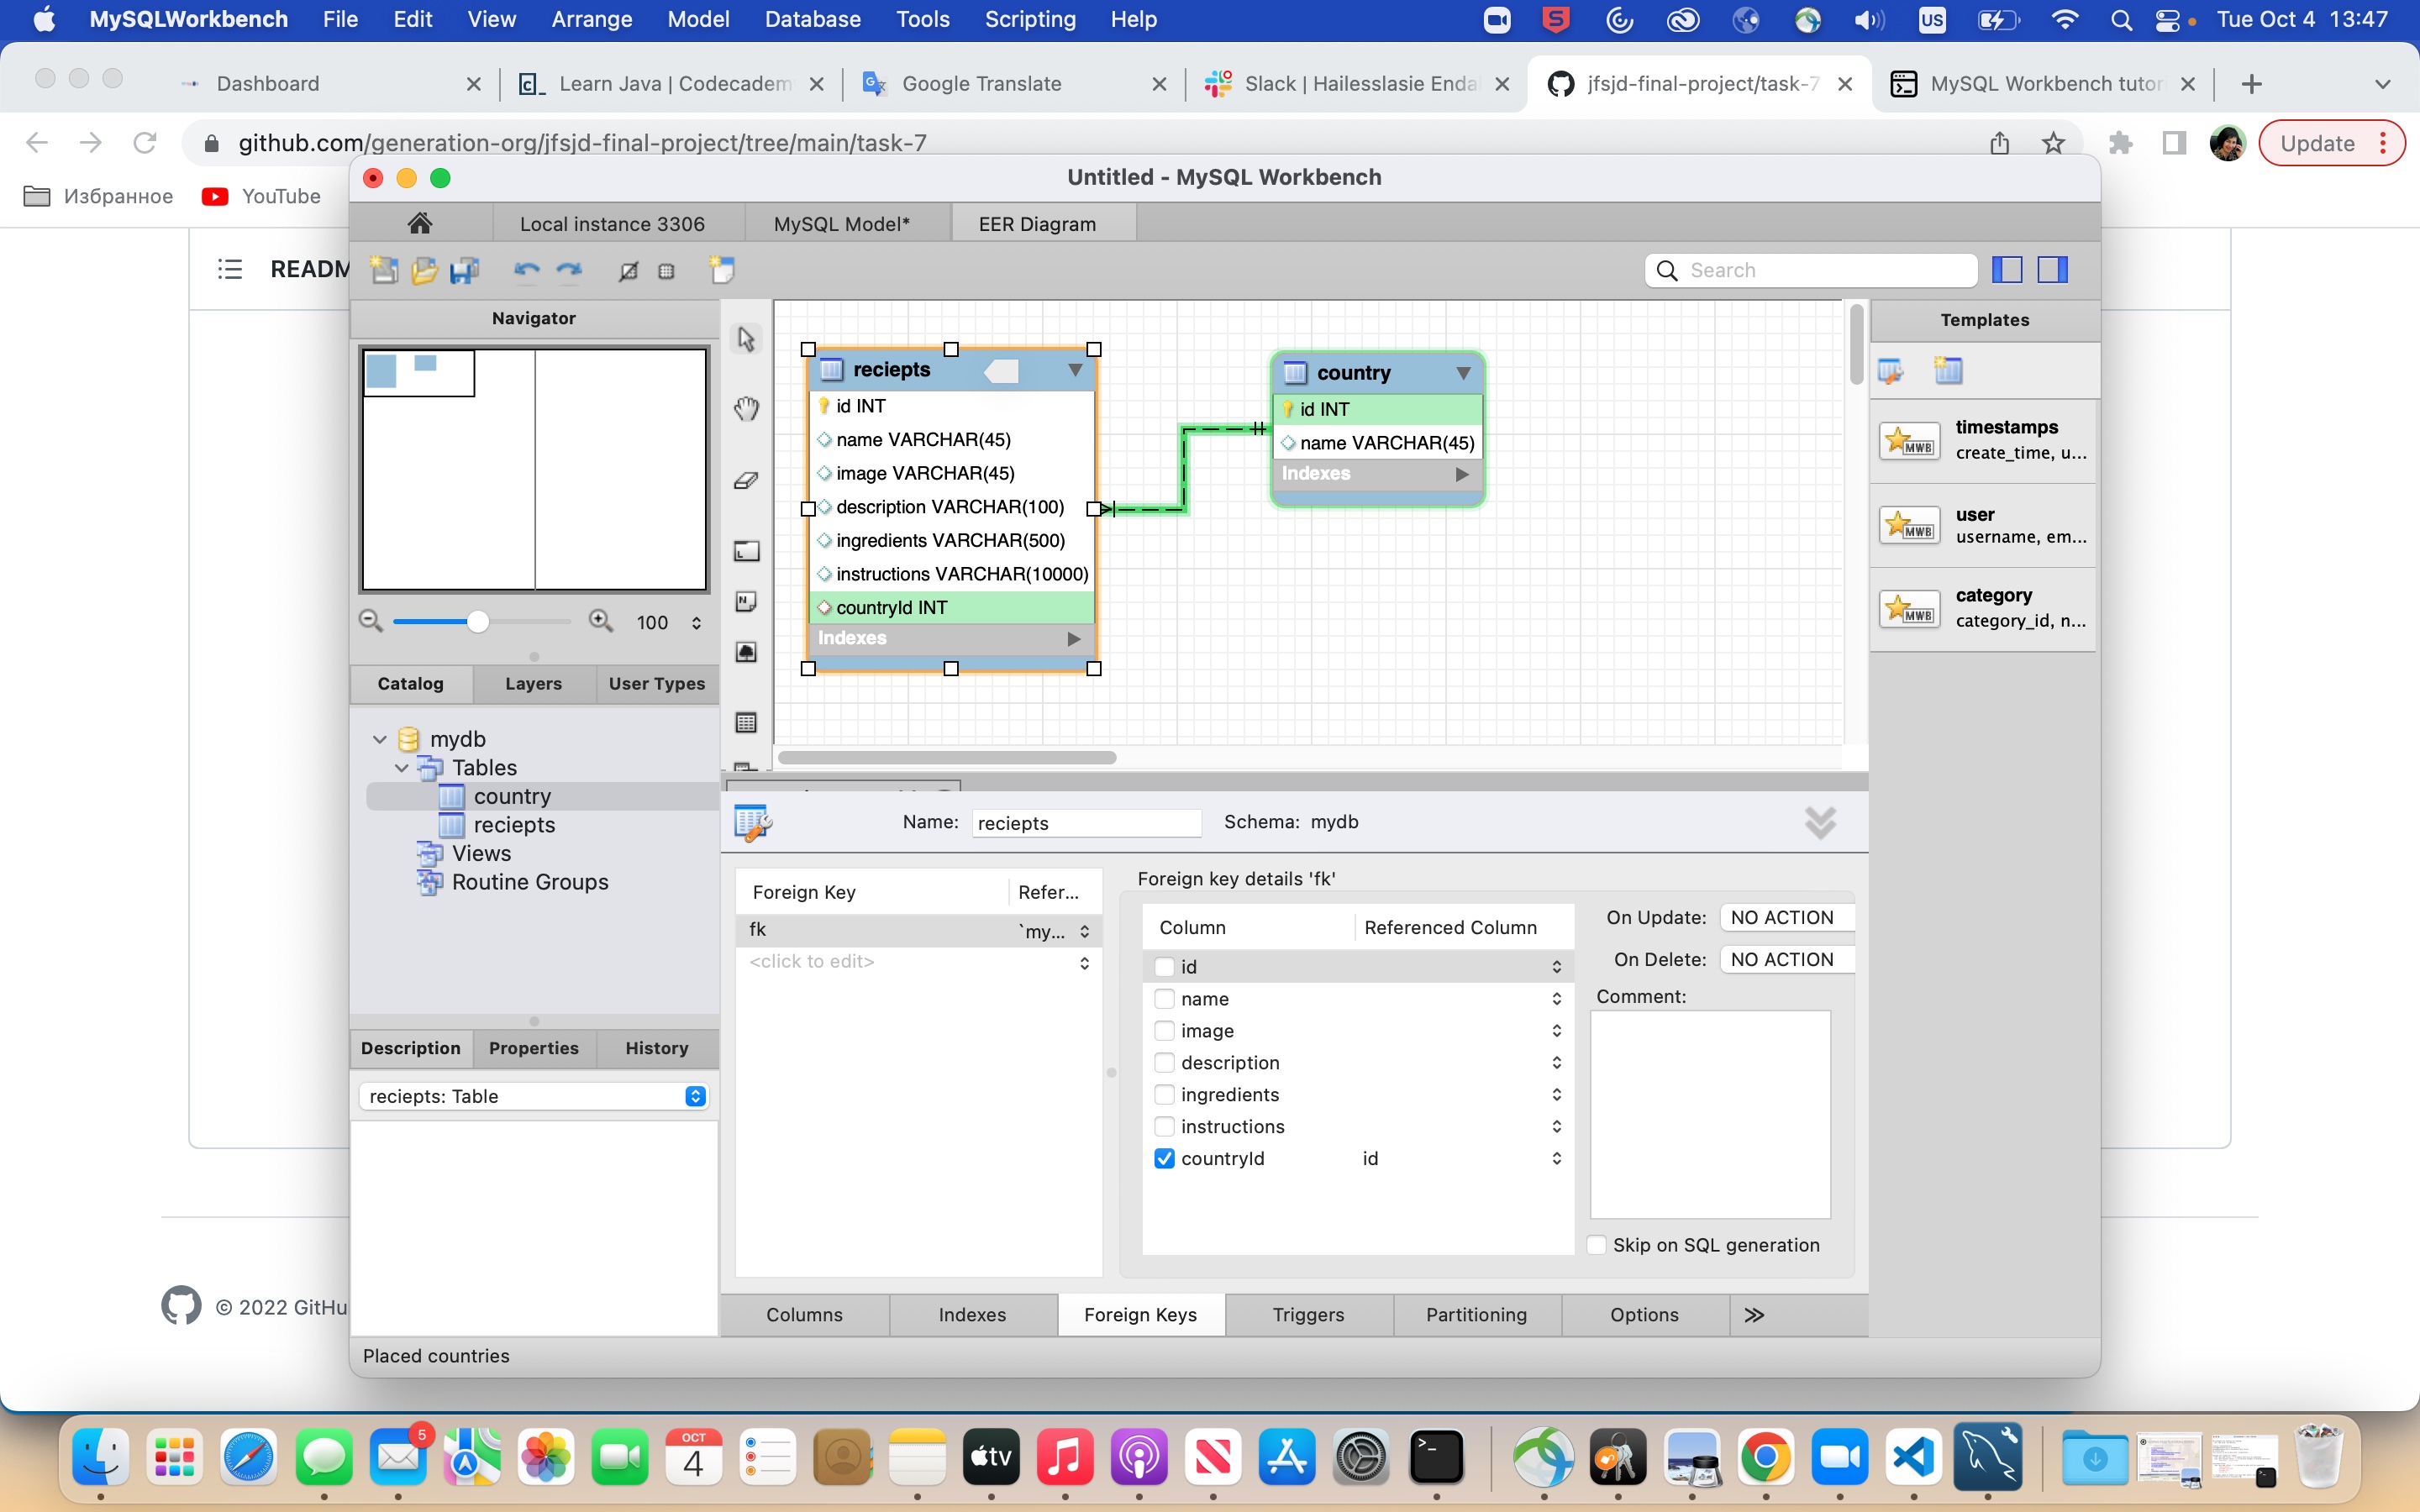 MySQLWorkbench File Edit View Arrange Model Database Tools Scripting Help US Tue Oct 4 13:47
Dashboard
Learn Java | Codecadem
Google Translate
Slack | Hailesslasie Enda
jfsjd-final-project/task-7
MySQL Workbench tutor
github.com/generation-org/jfsjd-final-project/tree/main/task-7
Update
Избранное
YouTube
READM
© 2022 GitHu
Untitled - MySQL Workbench
Local instance 3306
MySQL Model*
EER Diagram
Search
Navigator
100
Catalog
Layers
User Types
mydb
Tables
country
reciepts
Views
Routine Groups
Description
Properties
History
reciepts: Table
reciepts
id INT
name VARCHAR(45)
image VARCHAR(45)
description VARCHAR(100)
ingredients VARCHAR(500)
instructions VARCHAR(10000)
countryId INT
Indexes
country
id INT
name VARCHAR(45)
Indexes
Templates
timestamps
create_time, u...
user
username, em...
category
category_id, n...
MWB
MWB
MWB
Name: reciepts Schema: mydb
Foreign Key Refer...
fk `my...
<click to edit>
Foreign key details 'fk'
Column Referenced Column
id
name
image
description
ingredients
instructions
countryId id
On Update: NO ACTION
On Delete: NO ACTION
Comment:
Skip on SQL generation
Columns
Indexes
Foreign Keys
Triggers
Partitioning
Options
Placed countries
5
OCT
4
tv